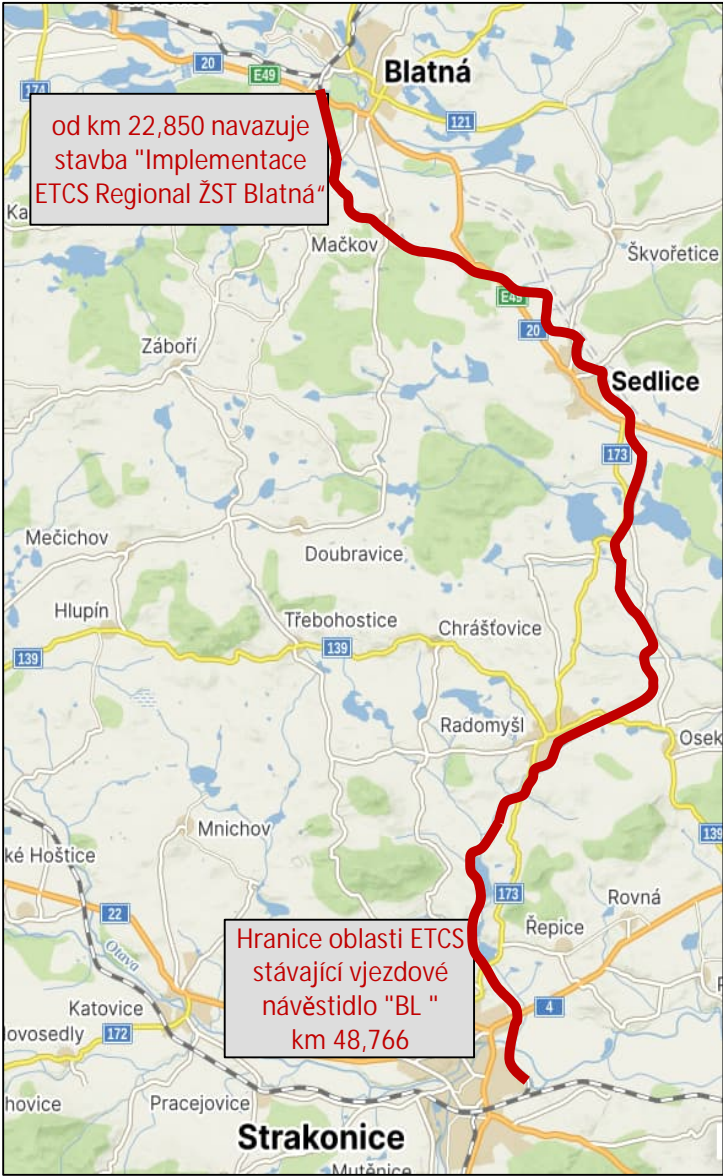 20
E49
Blatná
174
od km 22,850 navazuje
stavba "Implementace
ETCS Regional ŽST Blatná“
121
Ka
Mačkov
Škvořetice
E49
20
Záboří
Sedlice
173
Mečichov
Doubravice
Hlupín
Třebohostice
Chrášťovice
139
139
Radomyšl
Osek
Mnichov
139
ké Hoštice
173
Rovná
22
Řepice
Hranice oblasti ETCS
stávající vjezdové
návěstidlo "BL "
km 48,766
Otava
Katovice
4
lovosedly
172
hovice
Pracejovice
Strakonice
Mutěnice